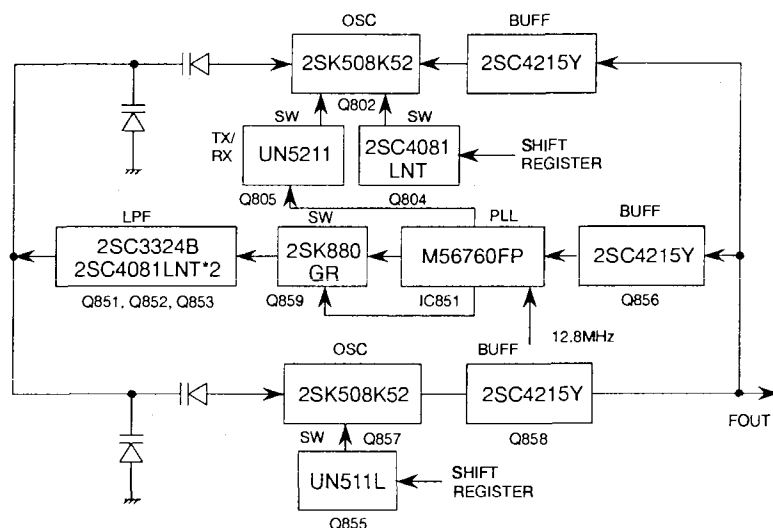 OSC
BUFF
2SK508K52
2SC4215Y
Q802
SW
SW
TX/
RX
UN5211
2SC4081
LNT
SHIFT
REGISTER
Q805
Q804
LPF
SW
PLL
BUFF
2SC3324B
2SC4081LNT*2
2SK880
GR
M56760FP
2SC4215Y
Q851, Q852, Q853
Q859
IC851
Q856
12.8MHz
OSC
BUFF
2SK508K52
2SC4215Y
FOUT
SW
Q857
Q858
UN511L
SHIFT
REGISTER
Q855